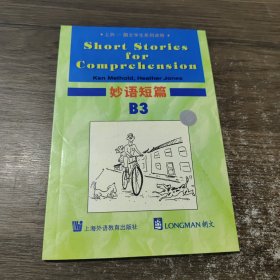 Short Stories
for
Comprehension
Ken Methold, Heather Jones
妙语短篇
B3
上海外语教育出版社
LONGMAN 朗文